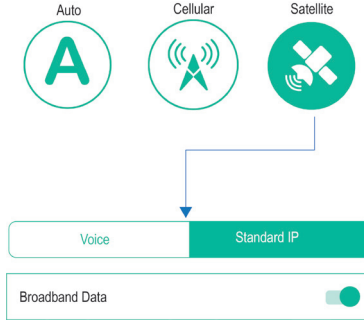 Auto Cellular Satellite
A
Voice Standard IP
Broadband Data